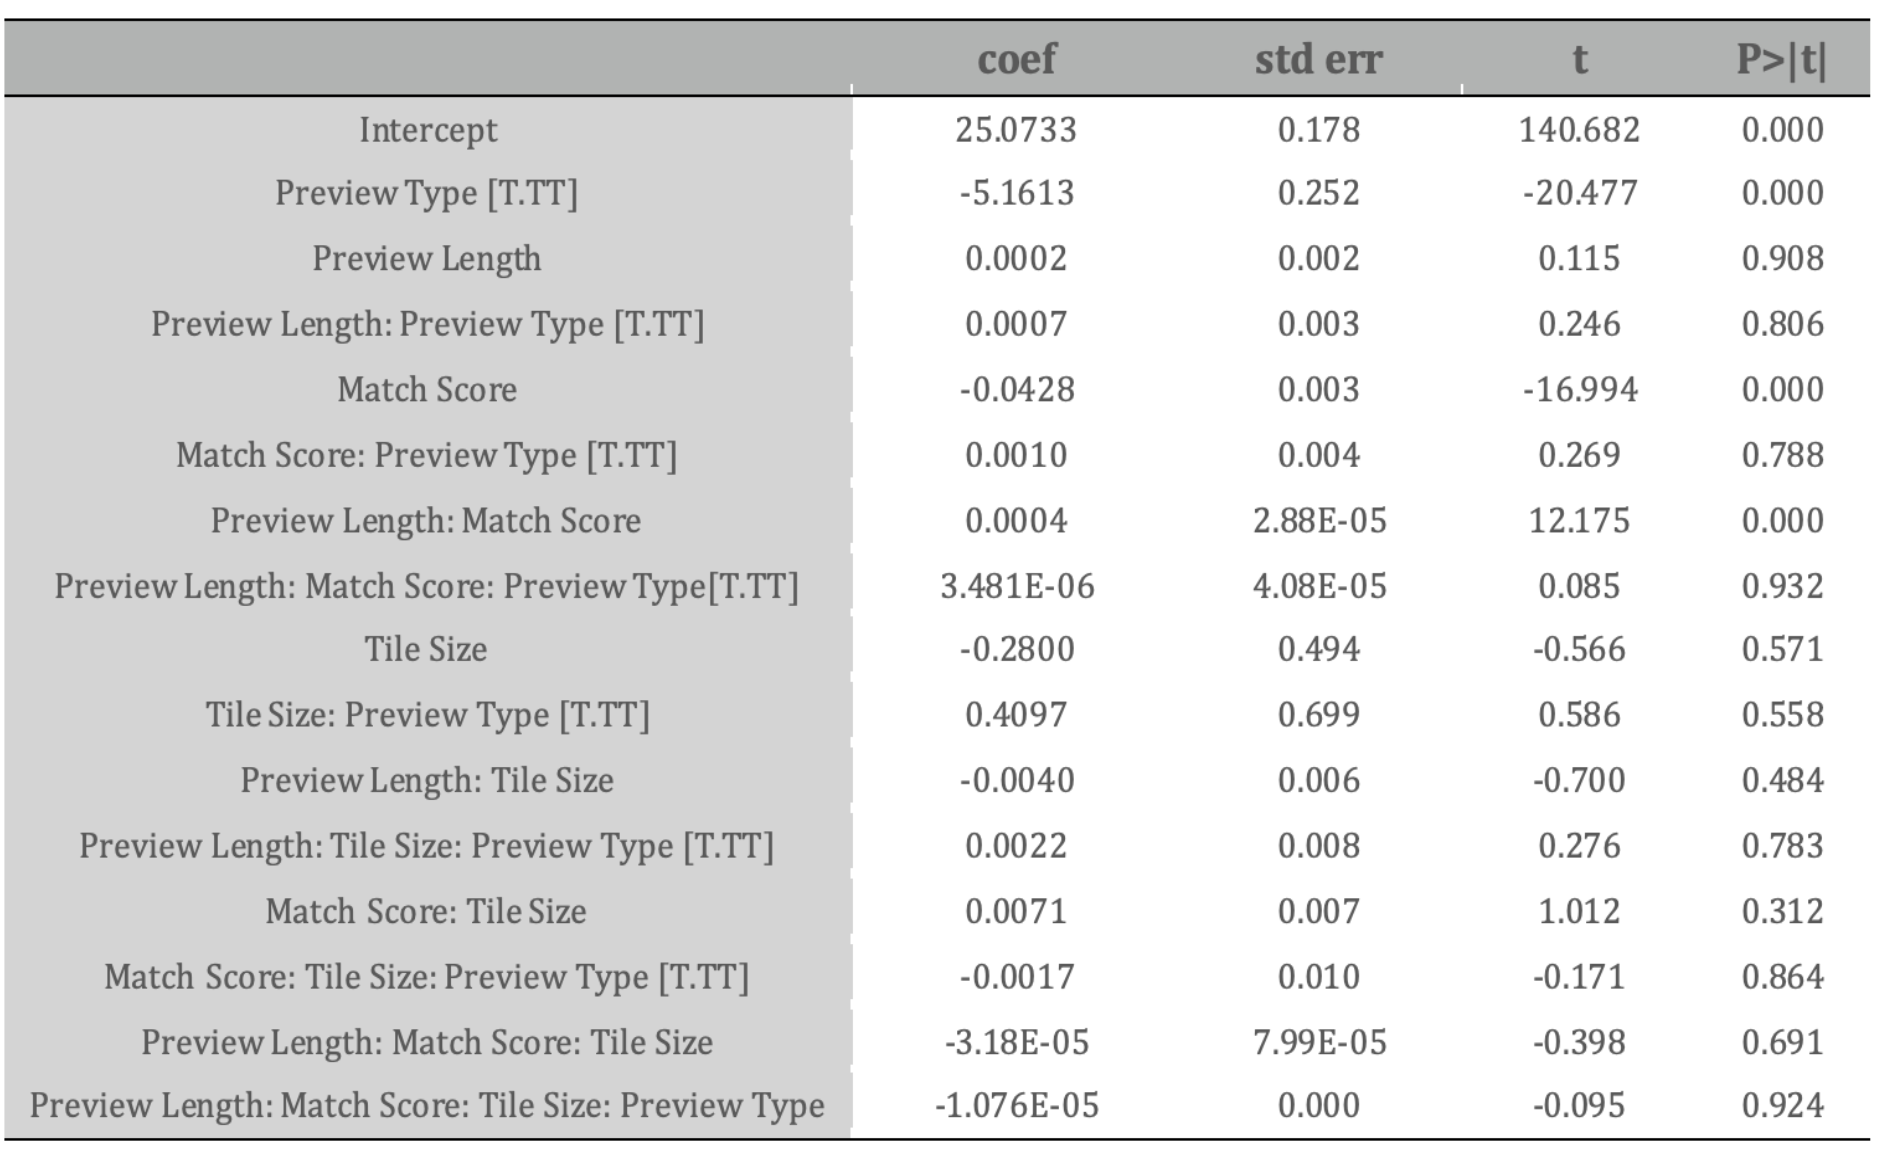 coef std err t P>|t|
Intercept 25.0733 0.178 140.682 0.000
Preview Type [T.TT] -5.1613 0.252 -20.477 0.000
Preview Length 0.0002 0.002 0.115 0.908
Preview Length: Preview Type [T.TT] 0.0007 0.003 0.246 0.806
Match Score -0.0428 0.003 -16.994 0.000
Match Score: Preview Type [T.TT] 0.0010 0.004 0.269 0.788
Preview Length: Match Score 0.0004 2.88E-05 12.175 0.000
Preview Length: Match Score: Preview Type[T.TT] 3.481E-06 4.08E-05 0.085 0.932
Tile Size -0.2800 0.494 -0.566 0.571
Tile Size: Preview Type [T.TT] 0.4097 0.699 0.586 0.558
Preview Length: Tile Size -0.0040 0.006 -0.700 0.484
Preview Length: Tile Size: Preview Type [T.TT] 0.0022 0.008 0.276 0.783
Match Score: Tile Size 0.0071 0.007 1.012 0.312
Match Score: Tile Size: Preview Type [T.TT] -0.0017 0.010 -0.171 0.864
Preview Length: Match Score: Tile Size -3.18E-05 7.99E-05 -0.398 0.691
Preview Length: Match Score: Tile Size: Preview Type -1.076E-05 0.000 -0.095 0.924